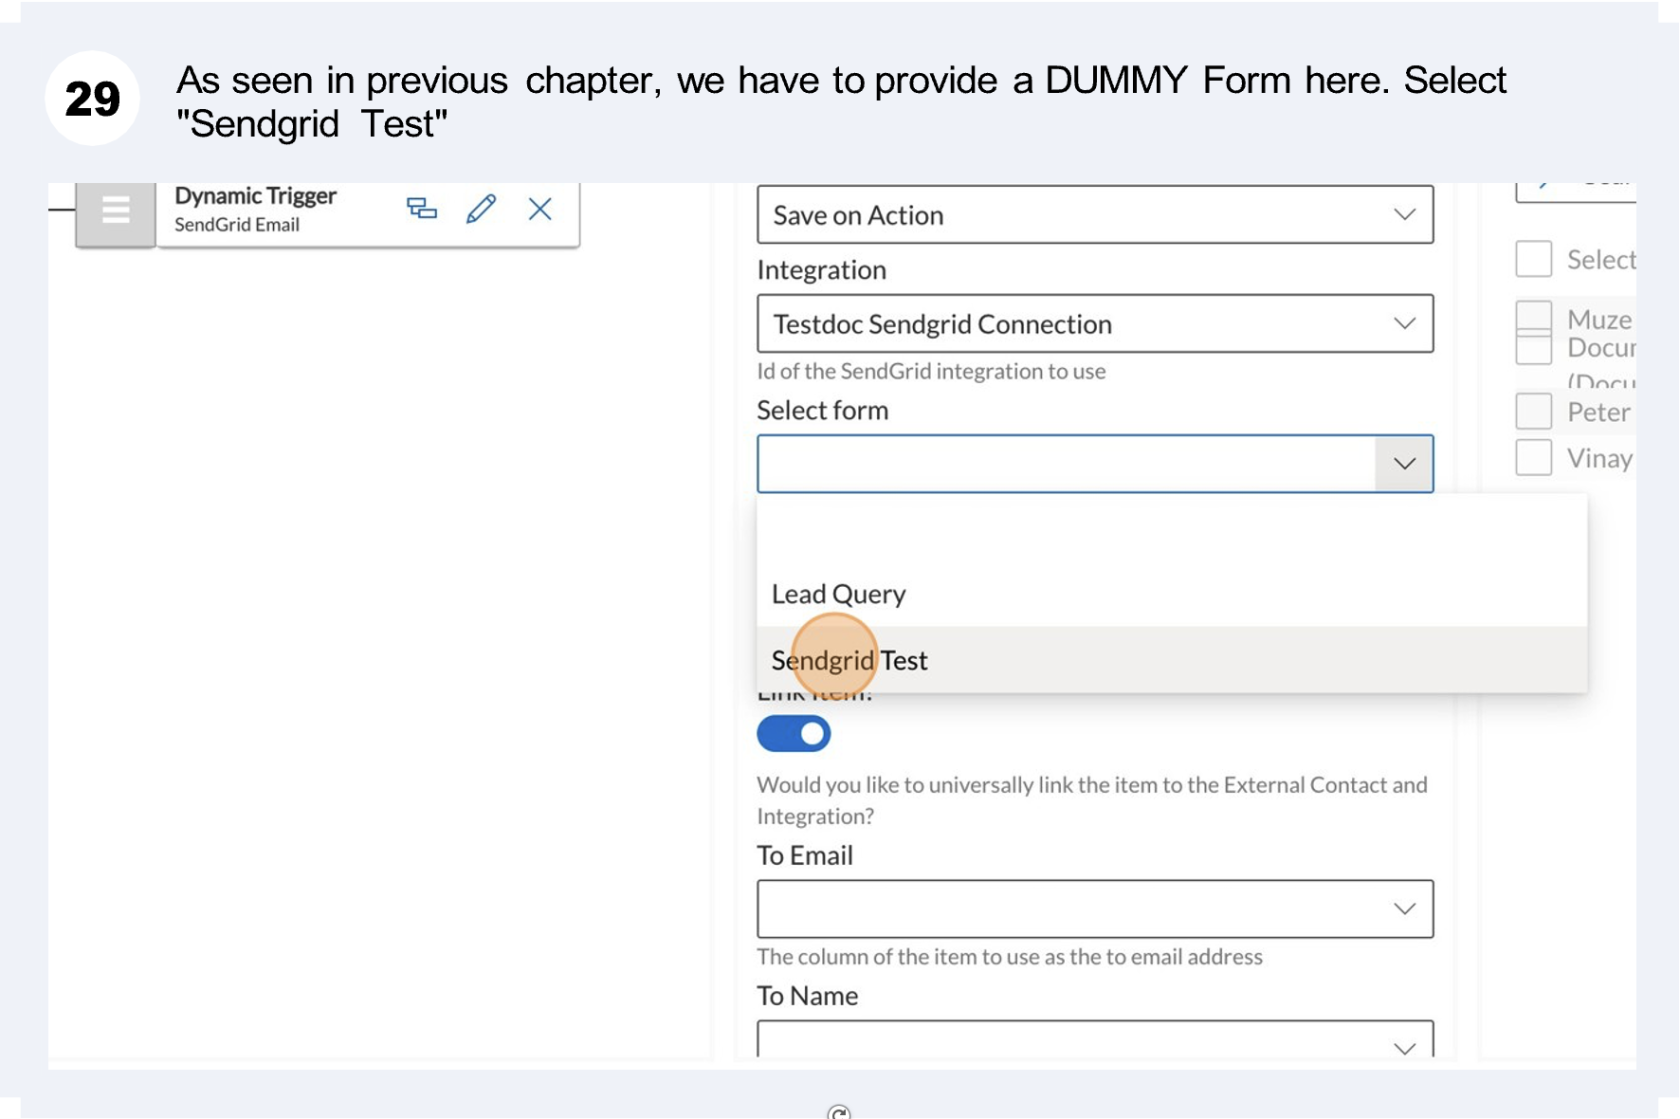 29
As seen in previous chapter, we have to provide a DUMMY Form here. Select
"Sendgrid Test"
Dynamic Trigger
SendGrid Email
Save on Action
Integration
Testdoc Sendgrid Connection
Id of the SendGrid integration to use
Select form
Lead Query
Sendgrid Test
Link Item?
Would you like to universally link the item to the External Contact and
Integration?
To Email
The column of the item to use as the to email address
To Name
Select
Muze
Docum
(Docu
Peter
Vinay